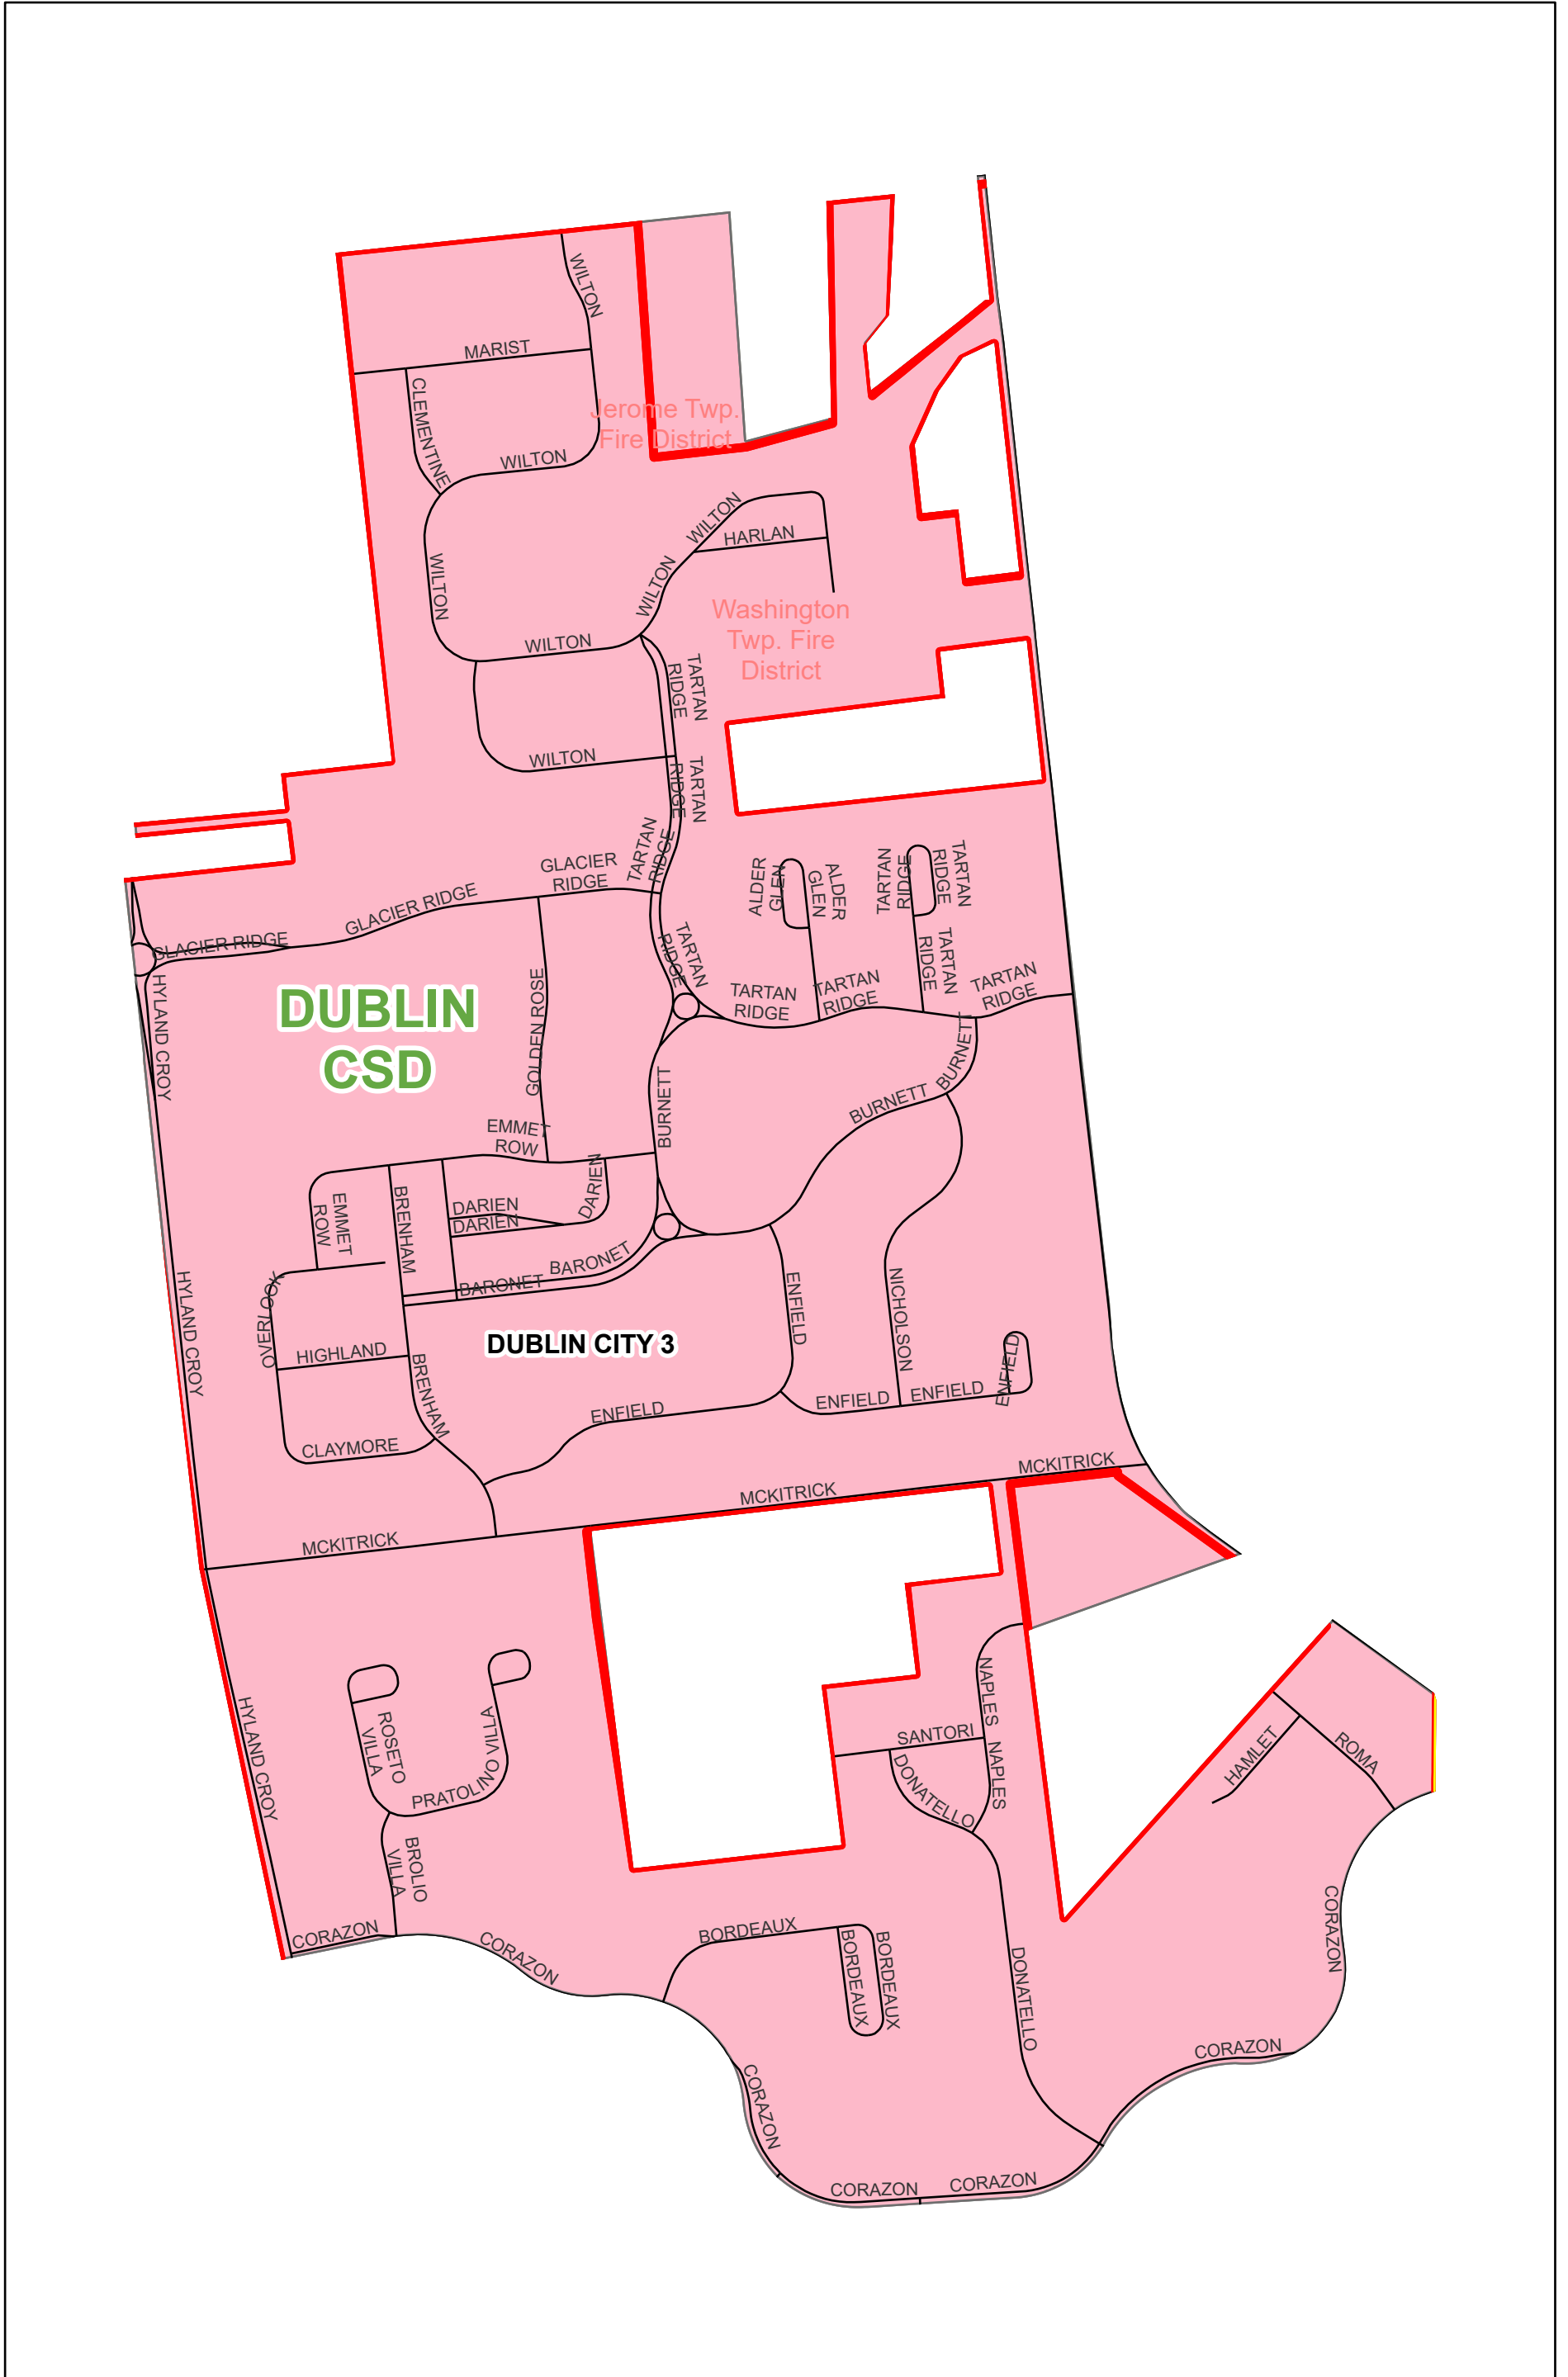 WILTON
MARIST
CLEMENTINE
Jerome Twp.
Fire District
WILTON
WILTON
HARLAN
WILTON
WILTON
Washington
Twp. Fire
District
WILTON
TARTAN
RIDGE
WILTON
TARTAN
RIDGE
TARTAN
RIDGE
GLACIER
RIDGE
ALDER
GLEN
ALDER
GLEN
TARTAN
RIDGE
TARTAN
RIDGE
GLACIER RIDGE
GLACIER RIDGE
TARTAN
RIDGE
TARTAN
RIDGE
TARTAN
RIDGE
TARTAN
RIDGE
TARTAN
RIDGE
HYLAND CROY
DUBLIN
CSD
GOLDEN ROSE
BURNETT
BURNETT
BURNETT
EMMET
ROW
DARIEN
EMMET
ROW
BRENHAM
DARIEN
DARIEN
BARONET
BARONET
HYLAND CROY
OVERLOOK
ENFIELD
NICHOLSON
DUBLIN CITY 3
HIGHLAND
BRENHAM
ENFIELD
ENFIELD
ENFIELD
ENFIELD
CLAYMORE
MCKITRICK
MCKITRICK
MCKITRICK
HYLAND CROY
ROSETO
VILLA
PRATOLINO VILLA
NAPLES
SANTORI
NAPLES
DONATELLO
HAMLET
ROMA
BROLIO
VILLA
CORAZON
CORAZON
BORDEAUX
BORDEAUX
BORDEAUX
DONATELLO
CORAZON
CORAZON
CORAZON
CORAZON
CORAZON